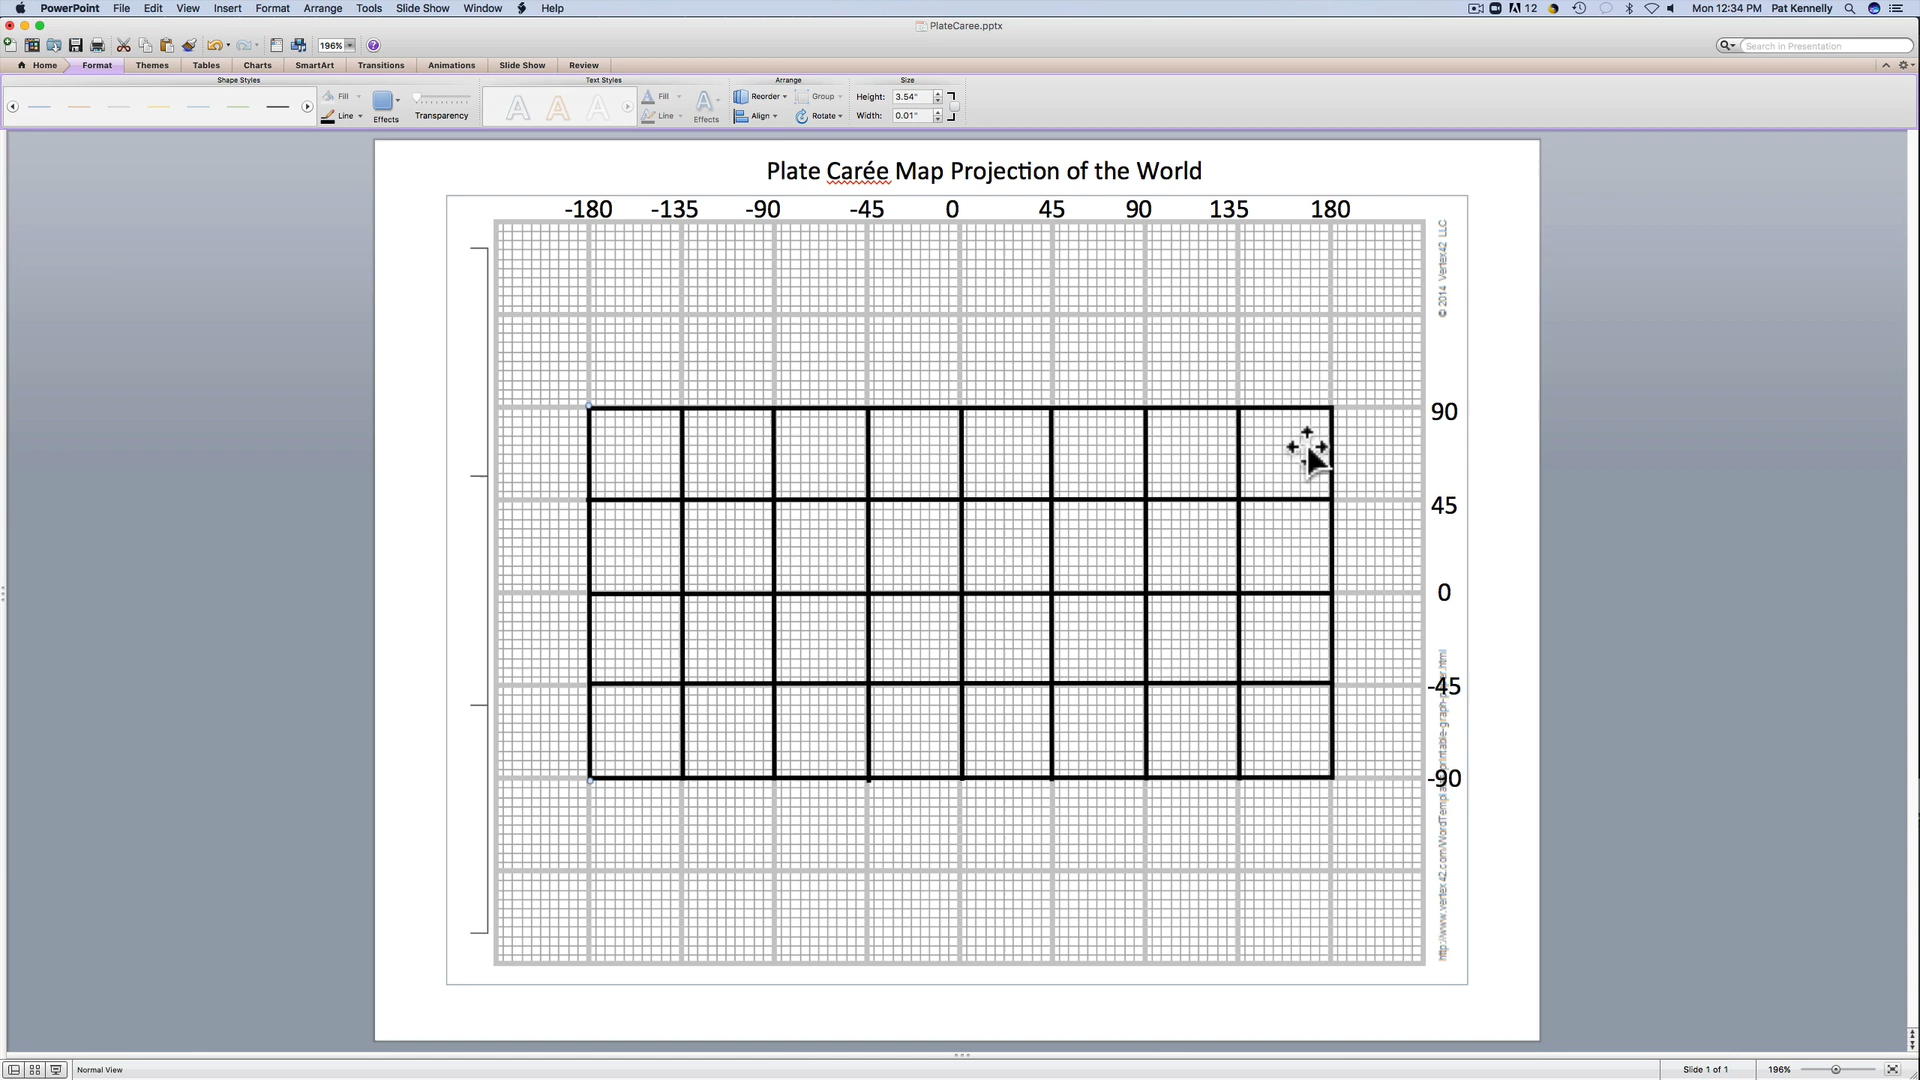 PowerPoint File Edit View Insert Format Arrange Tools Slide Show Window Help 12 Mon 12:34 PM Pat Kennelly
PlateCaree.pptx
196% Search in Presentation
Home Format Themes Tables Charts SmartArt Transitions Animations Slide Show Review
Shape Styles Text Styles Arrange Size
Fill Fill Reorder Group Height: 3.54"
Line Effects Transparency Line Effects Align Rotate Width: 0.01"
Plate Carée Map Projection of the World
-180 -135 -90 -45 0 45 90 135 180
© 2014 Vertex42 LLC
90
45
0
-45
-90
Normal View Slide 1 of 1 196%